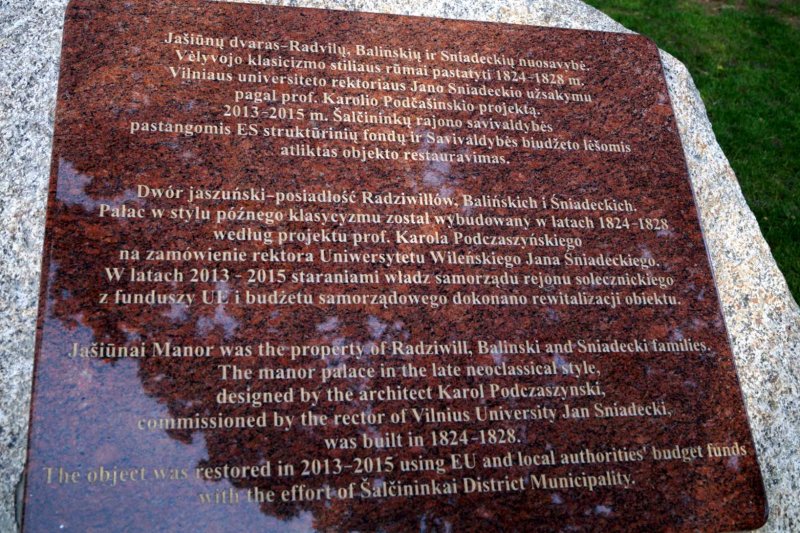 Jašiūnų dvaras–Radvilų, Balinskių ir Sniadeckių nuosavybė.
Vėlyvojo klasicizmo stiliaus rūmai pastatyti 1824–1828 m.
Vilniaus universiteto rektoriaus Jano Sniadeckio užsakymu
pagal prof. Karolio Podčašinskio projektą.
2013–2015 m. Šalčininkų rajono savivaldybės
pastangomis ES struktūrinių fondų ir Savivaldybės biudžeto lėšomis
atliktas objekto restauravimas.
Dwór jaszuński–posiadłość Radziwiłłów, Balińskich i Śniadeckich.
Pałac w stylu późnego klasycyzmu został wybudowany w latach 1824–1828
według projektu prof. Karola Podczaszyńskiego
na zamówienie rektora Uniwersytetu Wileńskiego Jana Śniadeckiego.
W latach 2013 – 2015 staraniami władz samorządu rejonu solecznickiego
z funduszy UE i budżetu samorządowego dokonano rewitalizacji obiektu.
Jašiūnai Manor was the property of Radziwill, Balinski and Sniadecki families.
The manor palace in the late neoclassical style,
designed by the architect Karol Podczaszynski,
commissioned by the rector of Vilnius University Jan Sniadecki,
was built in 1824–1828.
The object was restored in 2013–2015 using EU and local authorities' budget funds
with the effort of Šalčininkai District Municipality.